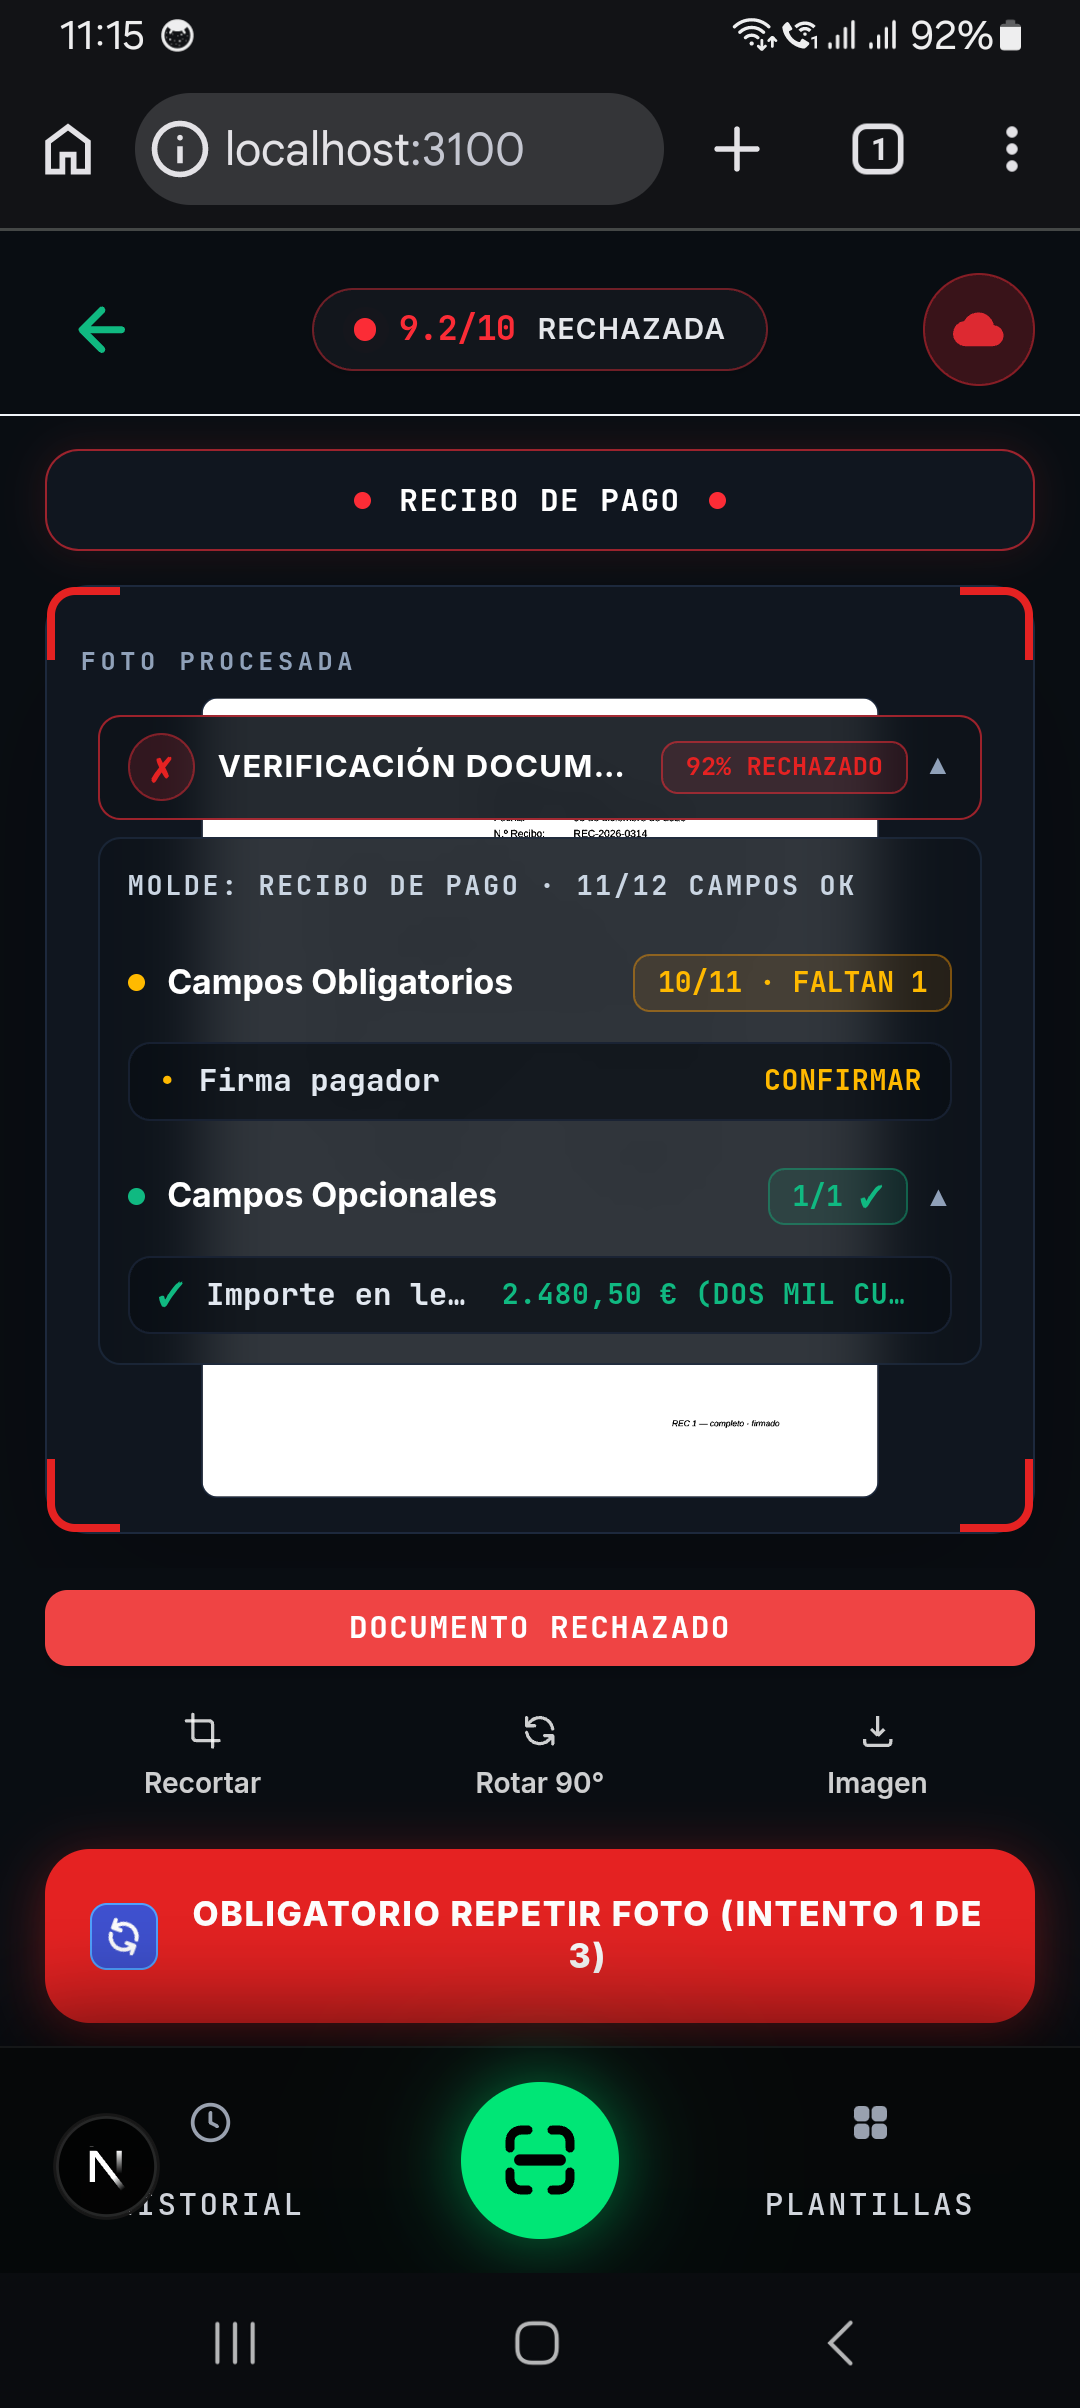 11:15
92%
localhost:3100
1
9.2/10 RECHAZADA
RECIBO DE PAGO
FOTO PROCESADA
✗ VERIFICACIÓN DOCUM... 92% RECHAZADO ▲
N.º Recibo: REC-2026-0314
MOLDE: RECIBO DE PAGO · 11/12 CAMPOS OK
Campos Obligatorios 10/11 · FALTAN 1
• Firma pagador CONFIRMAR
Campos Opcionales 1/1 ✓ ▲
✓ Importe en le… 2.480,50 € (DOS MIL CU…
REC 1 — completo - firmado
DOCUMENTO RECHAZADO
Recortar Rotar 90° Imagen
OBLIGATORIO REPETIR FOTO (INTENTO 1 DE
3)
N
ISTORIAL PLANTILLAS